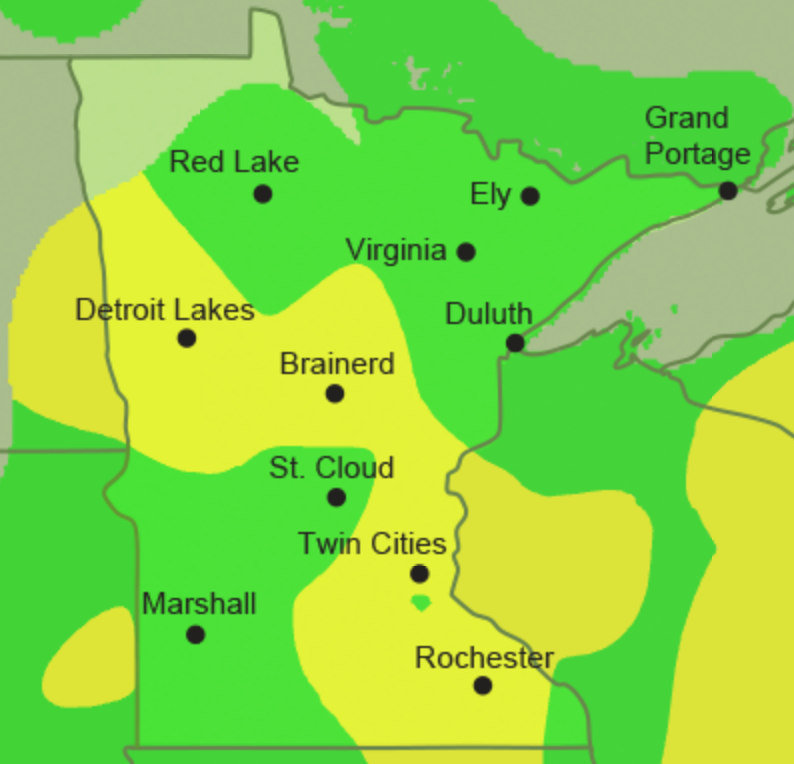 Grand
Portage
Red Lake
Ely
Virginia
Detroit Lakes
Duluth
Brainerd
St. Cloud
Twin Cities
Marshall
Rochester